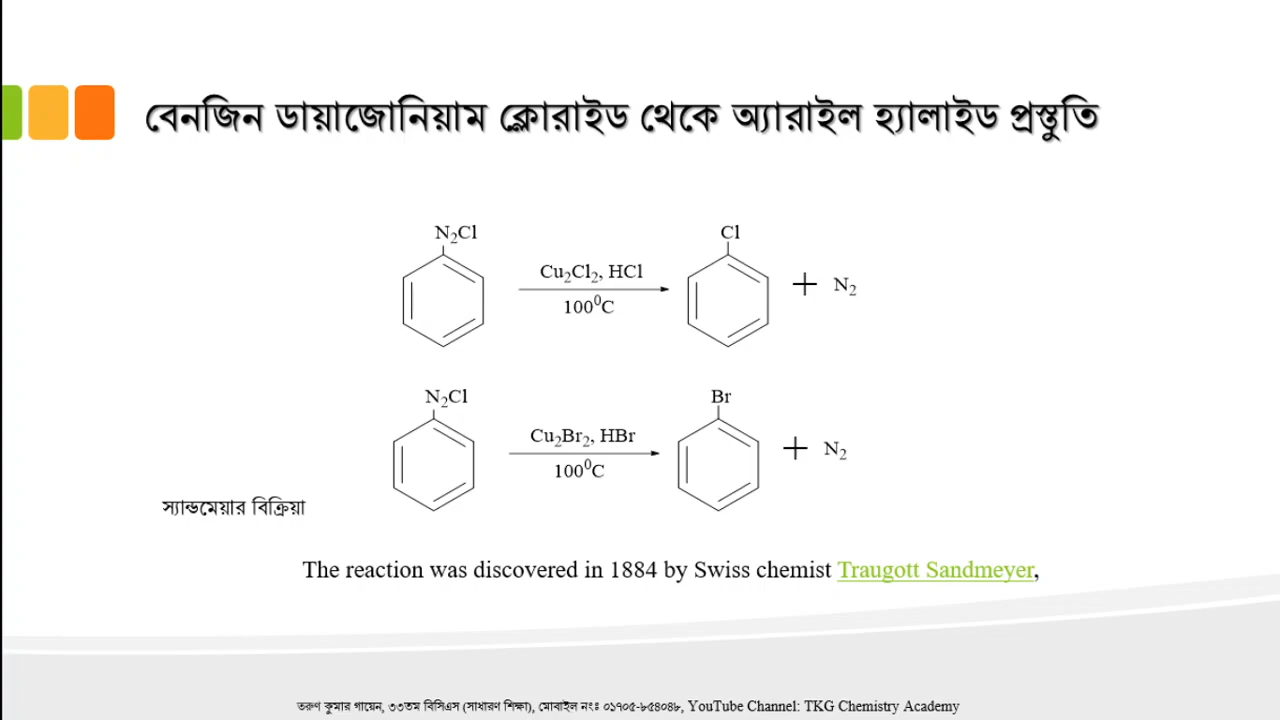 বেনজিন ডায়াজোনিয়াম ক্লোরাইড থেকে অ্যারাইল হ্যালাইড প্রস্তুতি
N₂Cl
Cu₂Cl₂, HCl
100⁰C
Cl
+ N₂
N₂Cl
Cu₂Br₂, HBr
100⁰C
Br
+ N₂
স্যান্ডমেয়ার বিক্রিয়া
The reaction was discovered in 1884 by Swiss chemist Traugott Sandmeyer,
তরুণ কুমার গায়েন, ৩৩তম বিসিএস (সাধারণ শিক্ষা), মোবাইল নংঃ ০১৭০৫-৮৫৪০৪৮, YouTube Channel: TKG Chemistry Academy